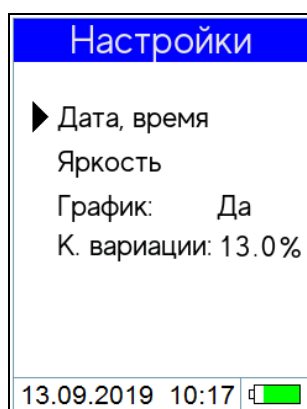 Настройки
Дата, время
Яркость
График: Да
К. вариации: 13.0%
13.09.2019 10:17